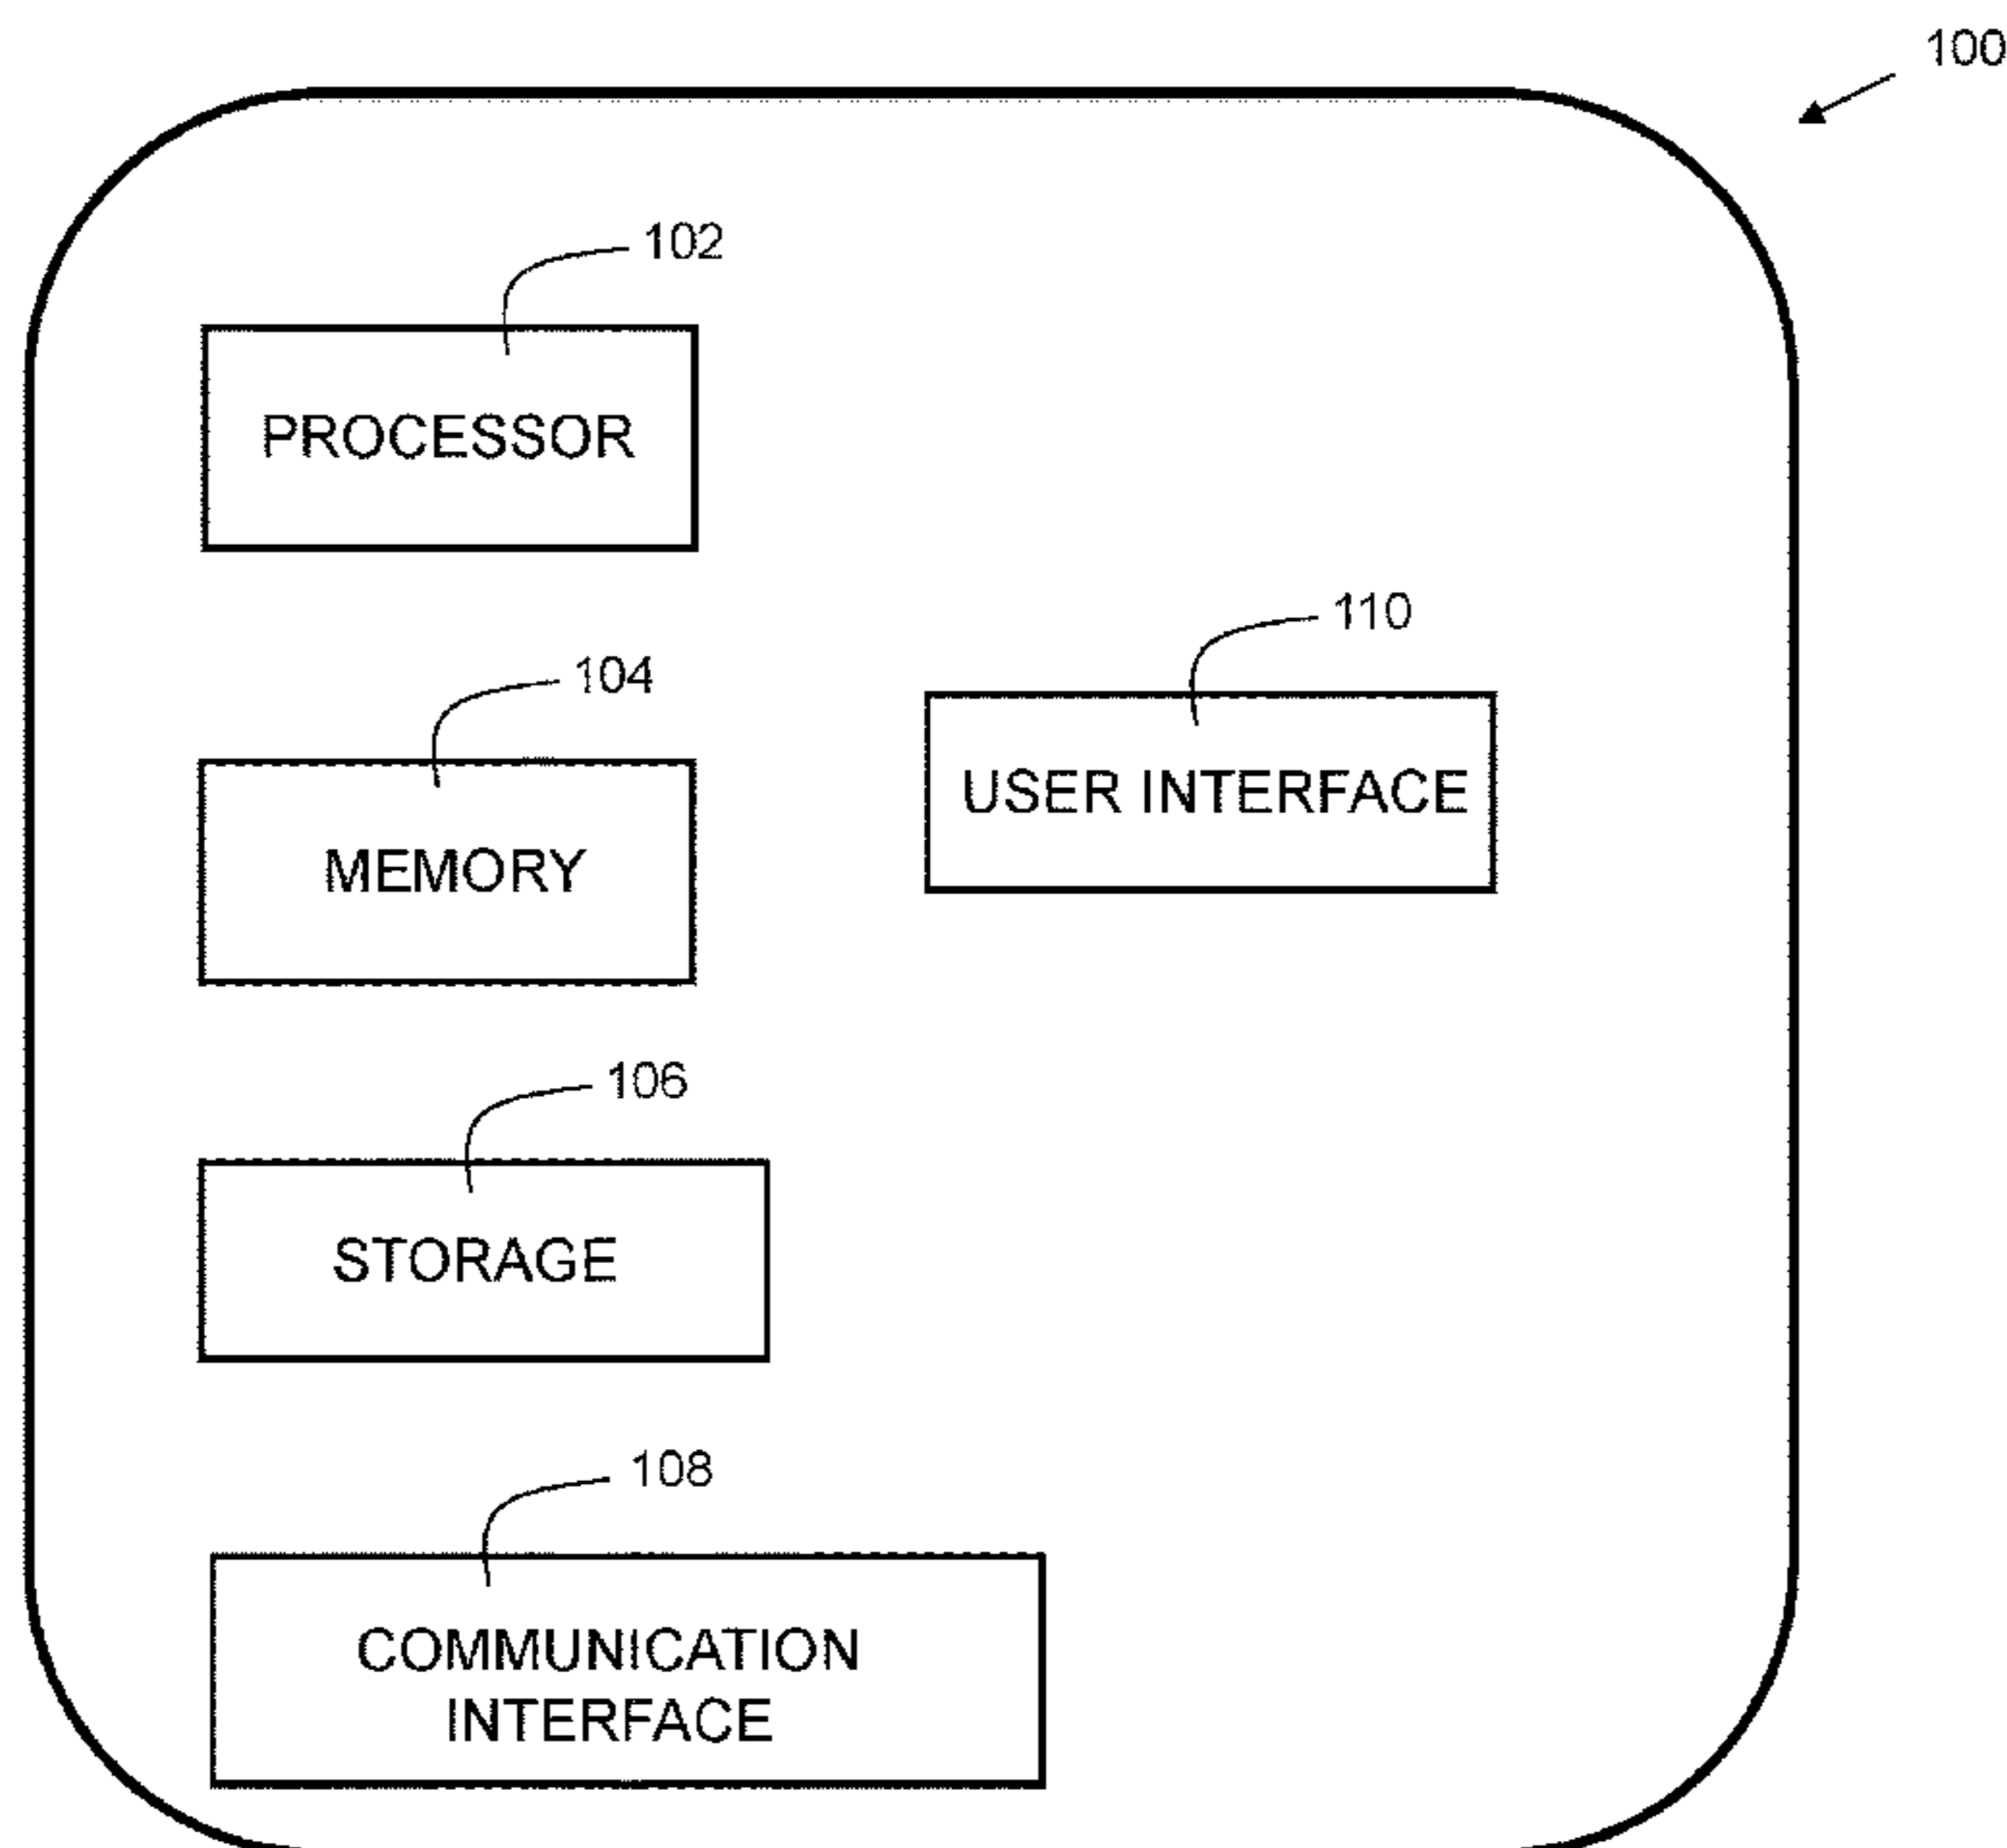 100
102
PROCESSOR
110
104
USER INTERFACE
MEMORY
106
STORAGE
108
COMMUNICATION
INTERFACE